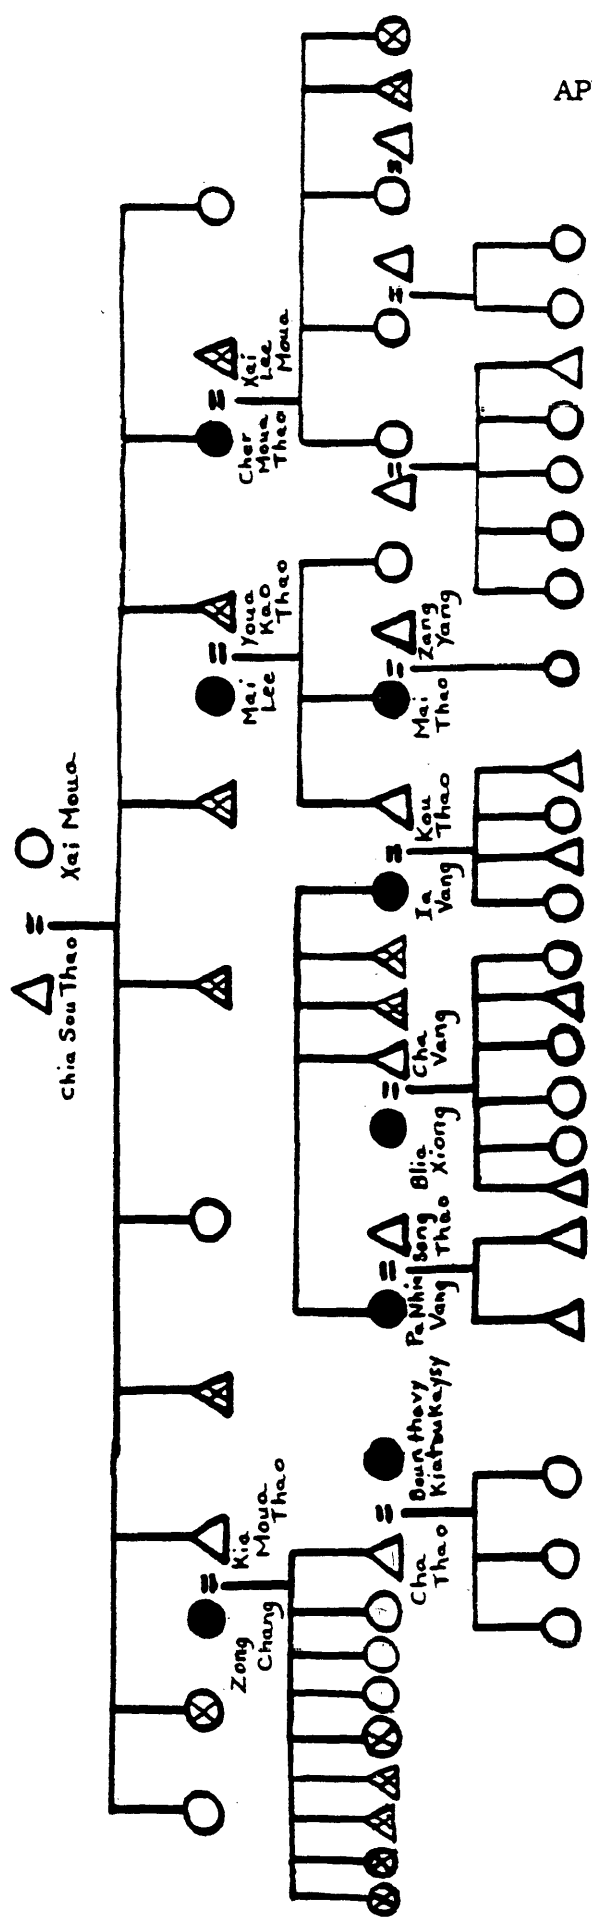 AP
Chia Sou Thao
Xai Moua
Zong
Chang
Kia
Moua
Thao
Mai
Lee
Youa
Kao
Thao
Cher
Moua
Thao
Xai
Lee
Moua
Cha
Thao
Bounthavy
Kiatoukaysy
Pa Nhia
Vang
Song
Thao
Blia
Xiong
Cha
Vang
Ia
Vang
Kou
Thao
Mai
Thao
Zang
Yang